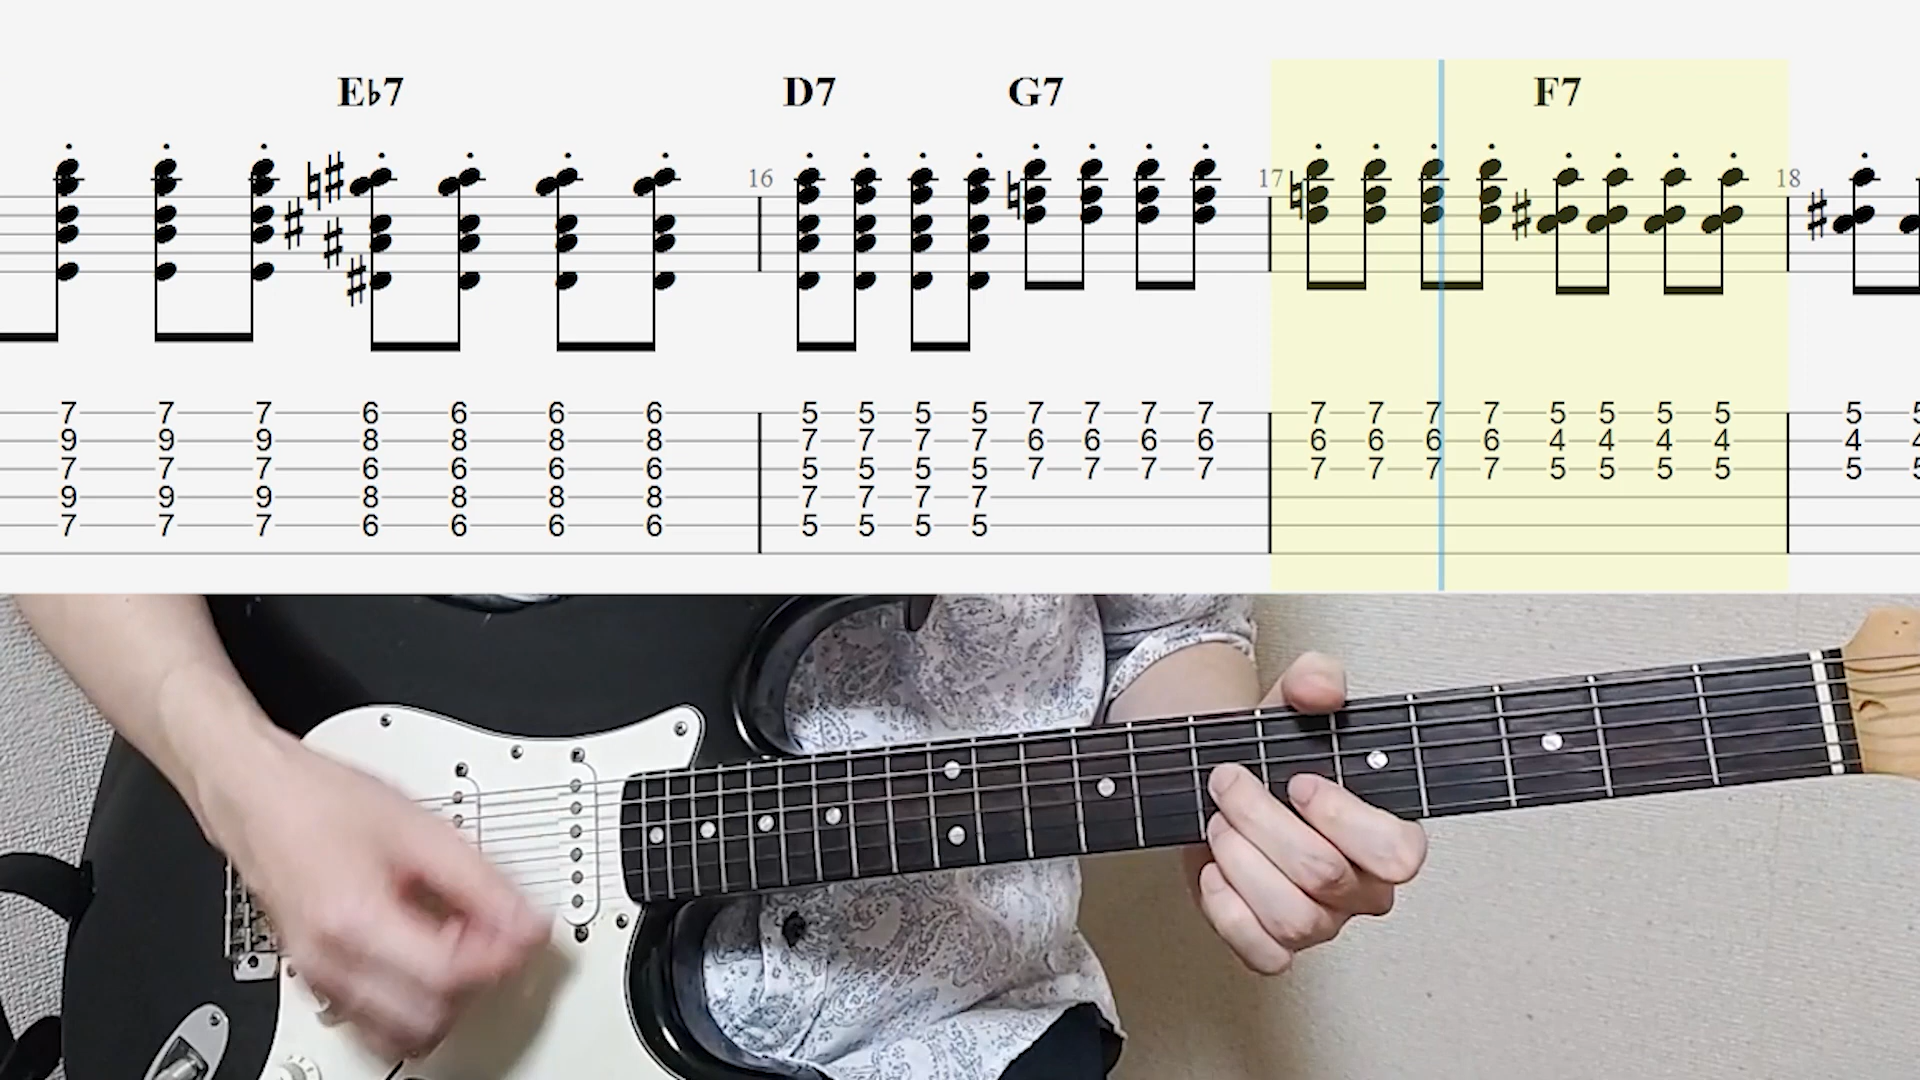 E♭7 D7 G7 F7
16 17 18
7 7 7 6 6 6 6 5 5 5 5 7 7 7 7 7 7 7 7 5 5 5 5 5 5
9 9 9 8 8 8 8 7 7 7 7 6 6 6 6 6 6 6 6 4 4 4 4 4 4
7 7 7 6 6 6 6 5 5 5 5 7 7 7 7 7 7 7 7 5 5 5 5 5 5
9 9 9 8 8 8 8 7 7 7 7
7 7 7 6 6 6 6 5 5 5 5